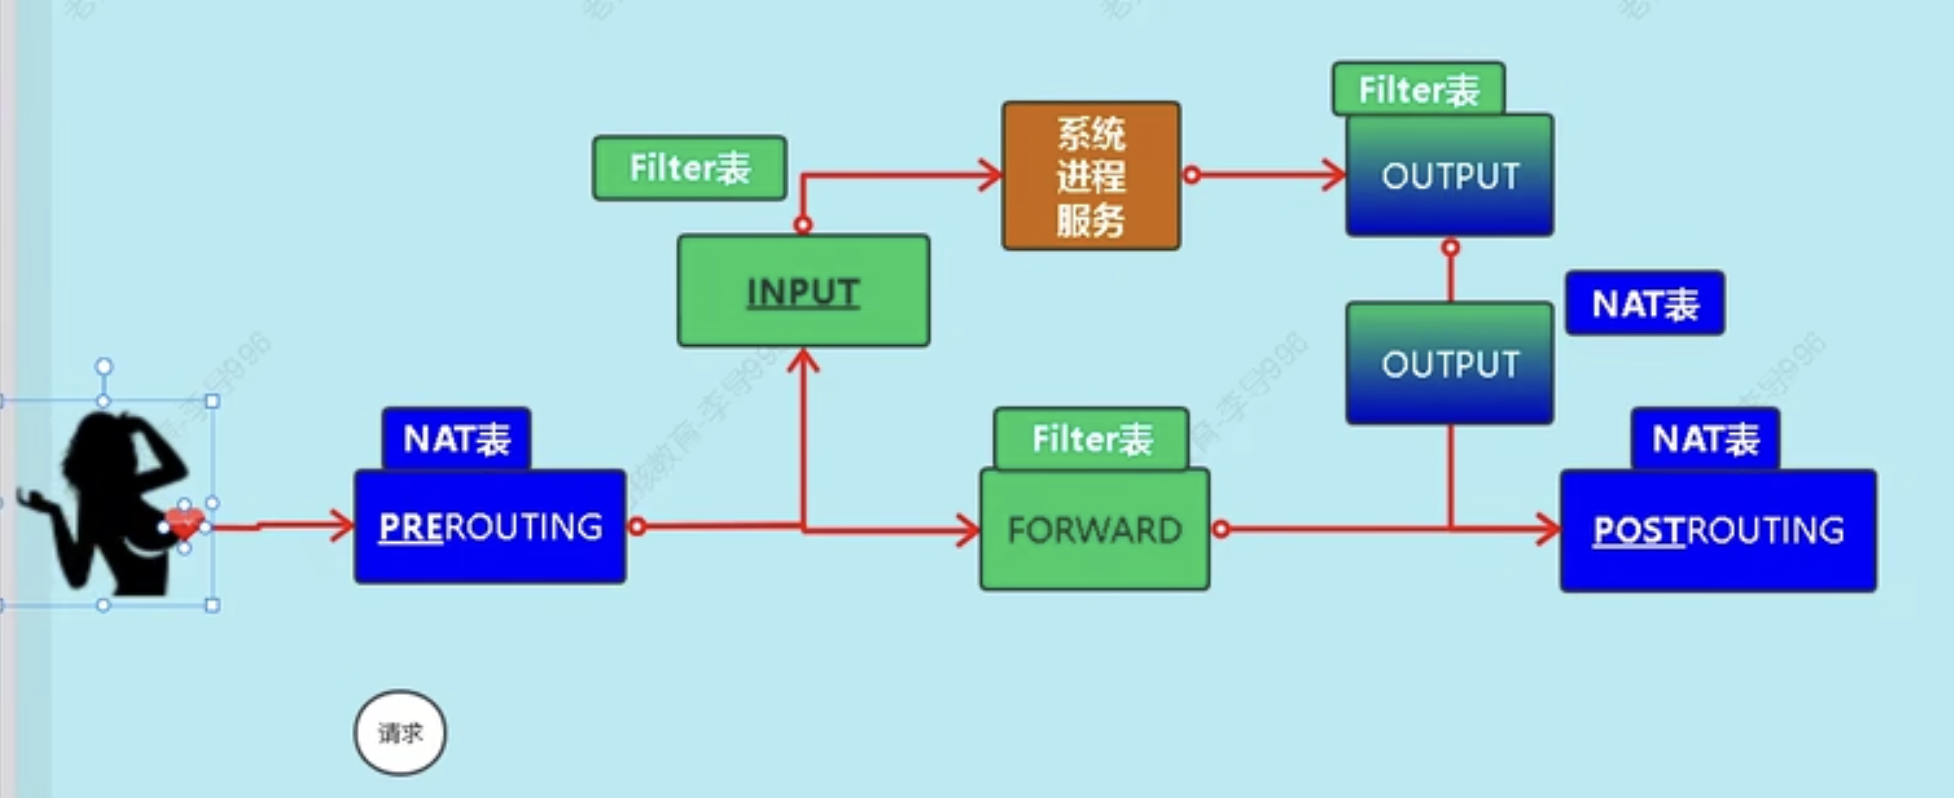 Filter表
OUTPUT
Filter表
系统
进程
服务
INPUT
NAT表
OUTPUT
NAT表
PREROUTING
Filter表
FORWARD
NAT表
POSTROUTING
请求